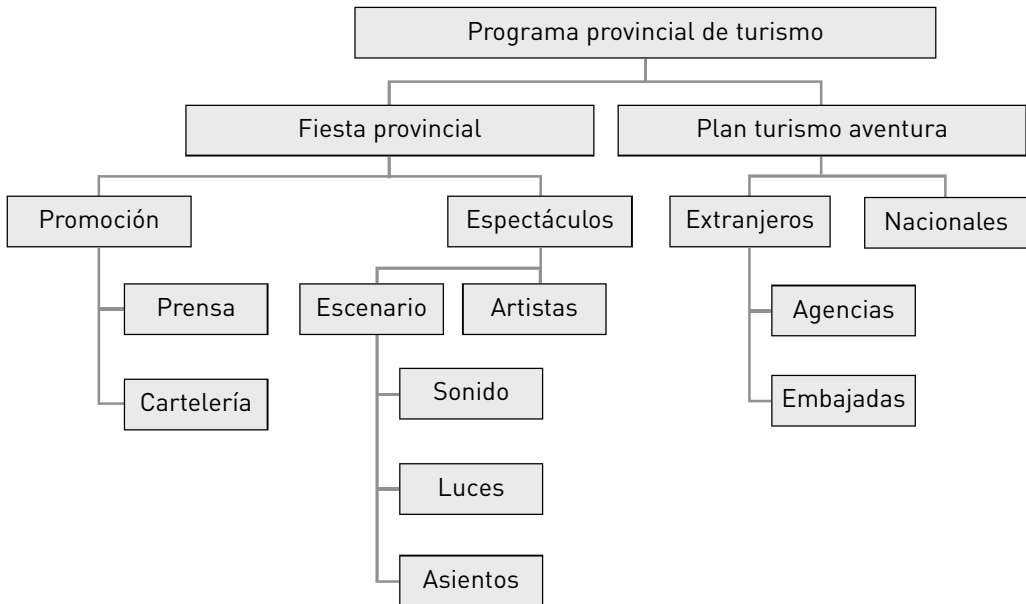 Programa provincial de turismo
Fiesta provincial
Plan turismo aventura
Promoción
Espectáculos
Extranjeros
Nacionales
Prensa
Escenario
Artistas
Agencias
Cartelería
Sonido
Embajadas
Luces
Asientos